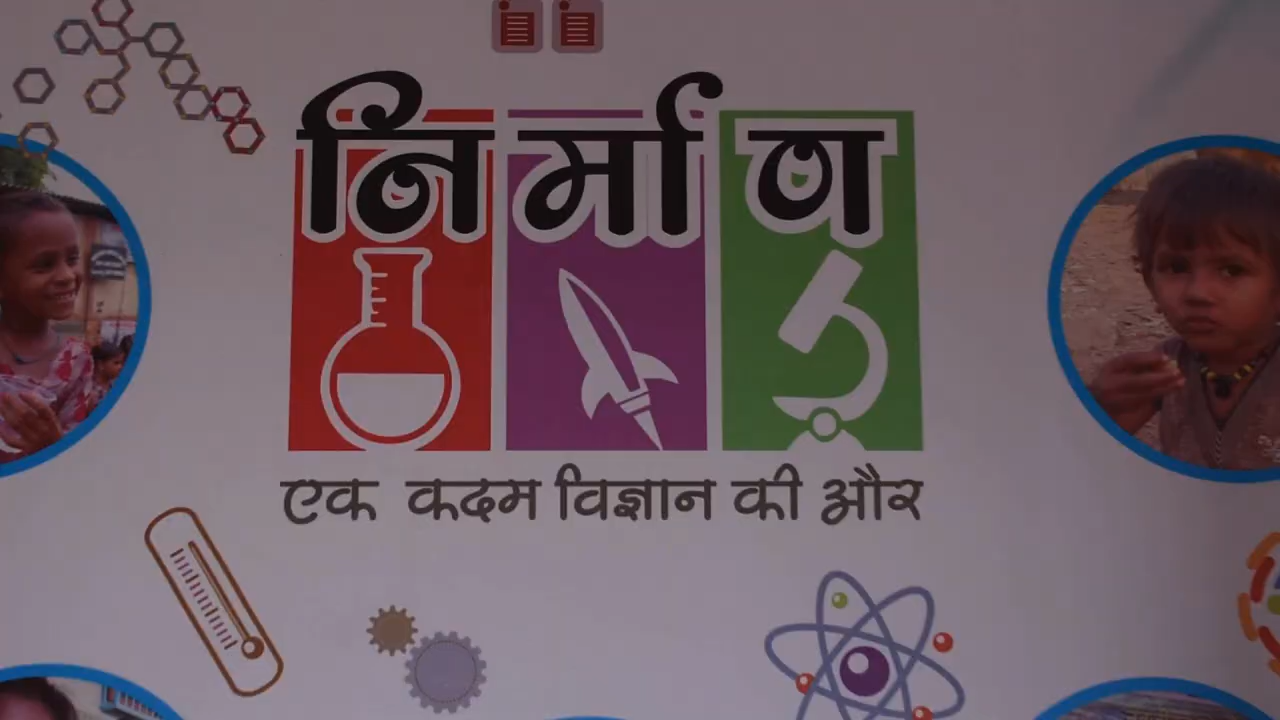 निर्माण
एक कदम विज्ञान की और